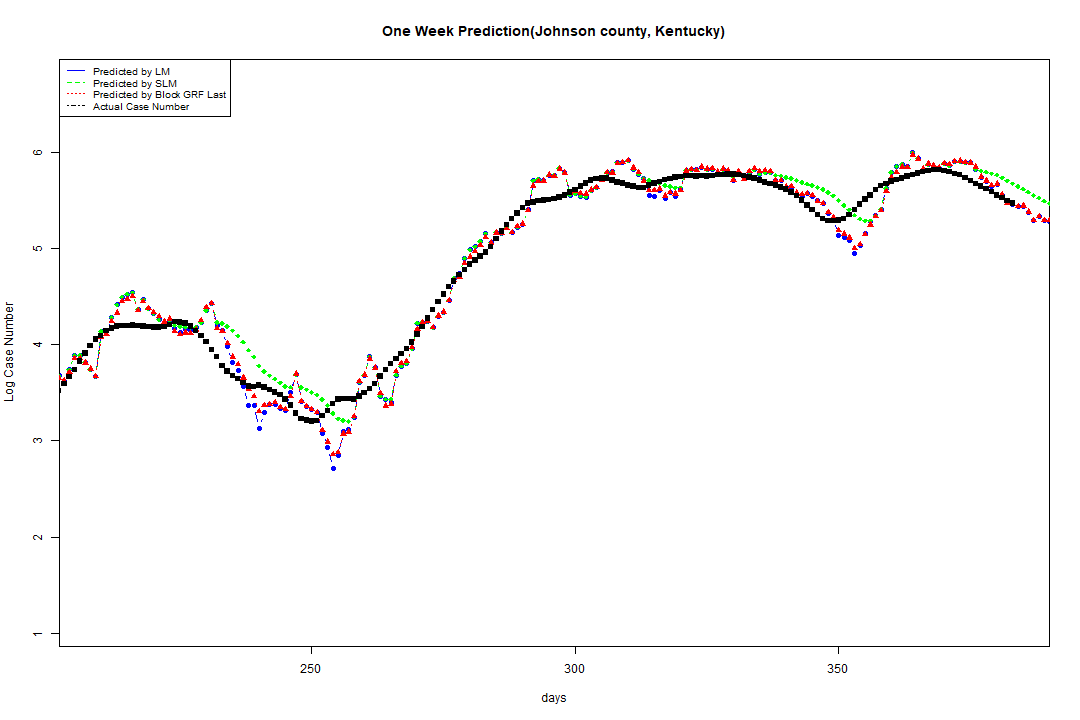 One Week Prediction(Johnson county, Kentucky)
Predicted by LM
Predicted by SLM
Predicted by Block GRF Last
Actual Case Number
Log Case Number
6
5
4
3
2
1
250
300
350
days